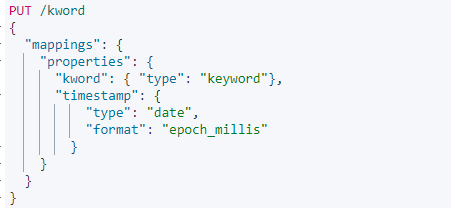 PUT /kword
{
  "mappings": {
    "properties": {
      "kword": { "type": "keyword"},
      "timestamp": {
          "type": "date",
          "format": "epoch_millis"
        }
    }
  }
}